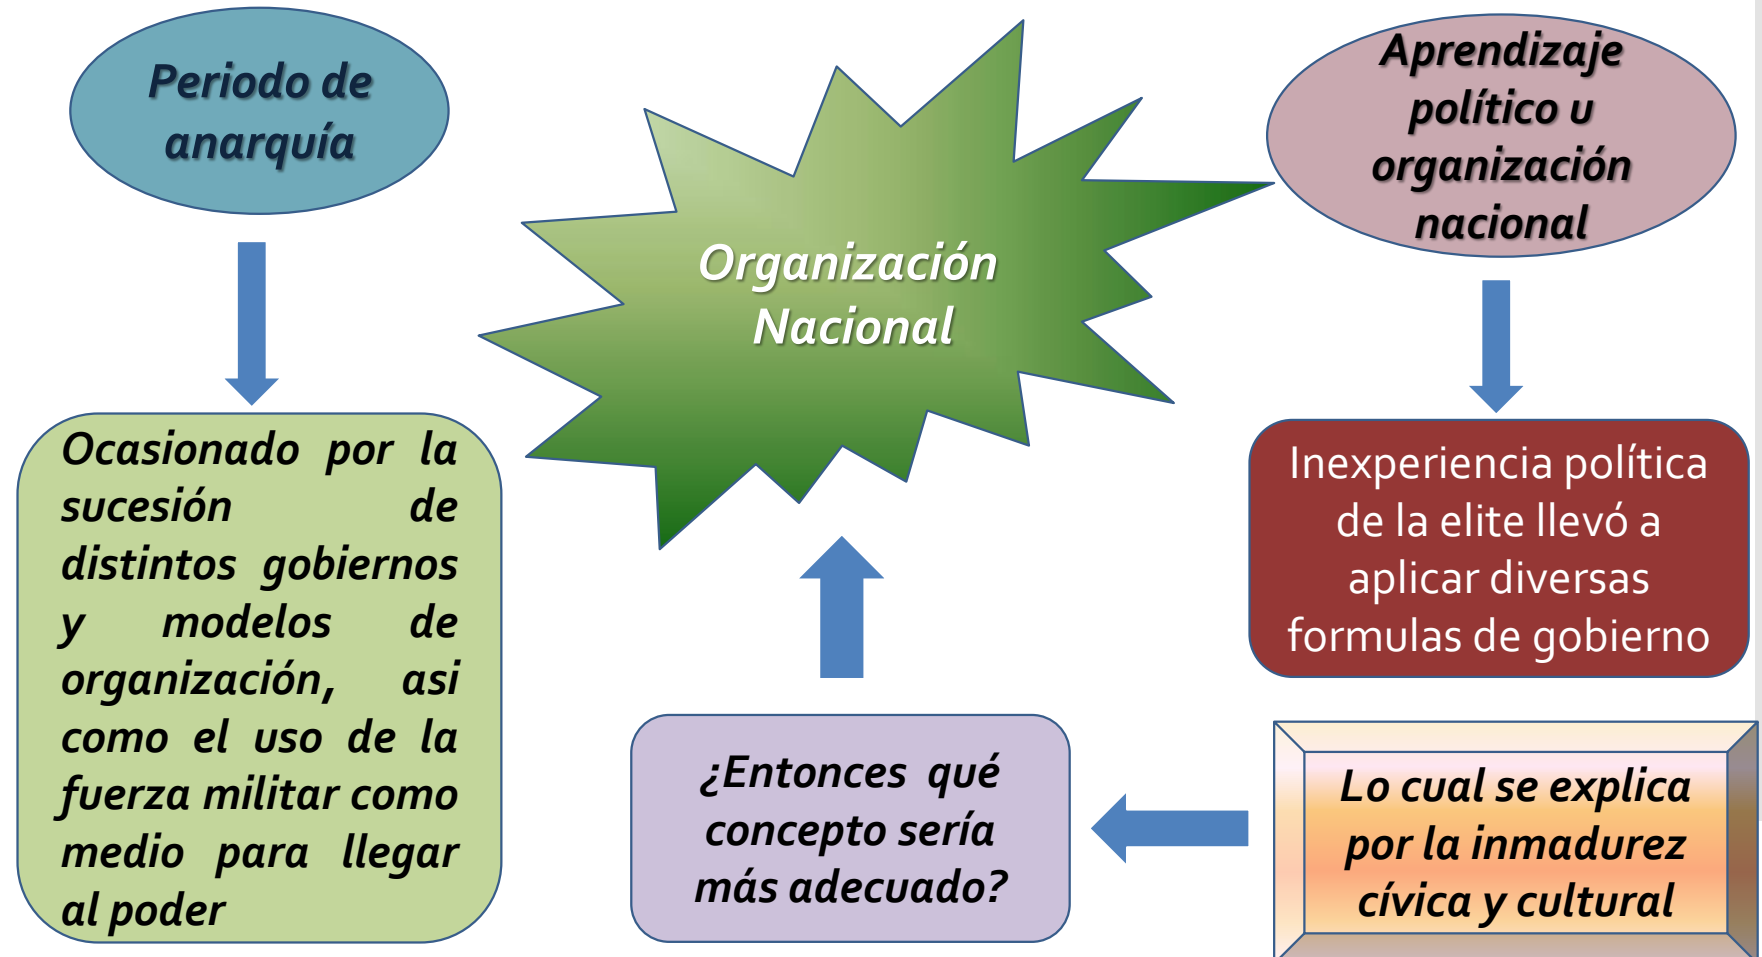 Periodo de
anarquía
Ocasionado por la
sucesión de
distintos gobiernos
y modelos de
organización, asi
como el uso de la
fuerza militar como
medio para llegar
al poder
Organización
Nacional
Aprendizaje
político u
organización
nacional
Inexperiencia política
de la elite llevó a
aplicar diversas
formulas de gobierno
Lo cual se explica
por la inmadurez
cívica y cultural
¿Entonces qué
concepto sería
más adecuado?